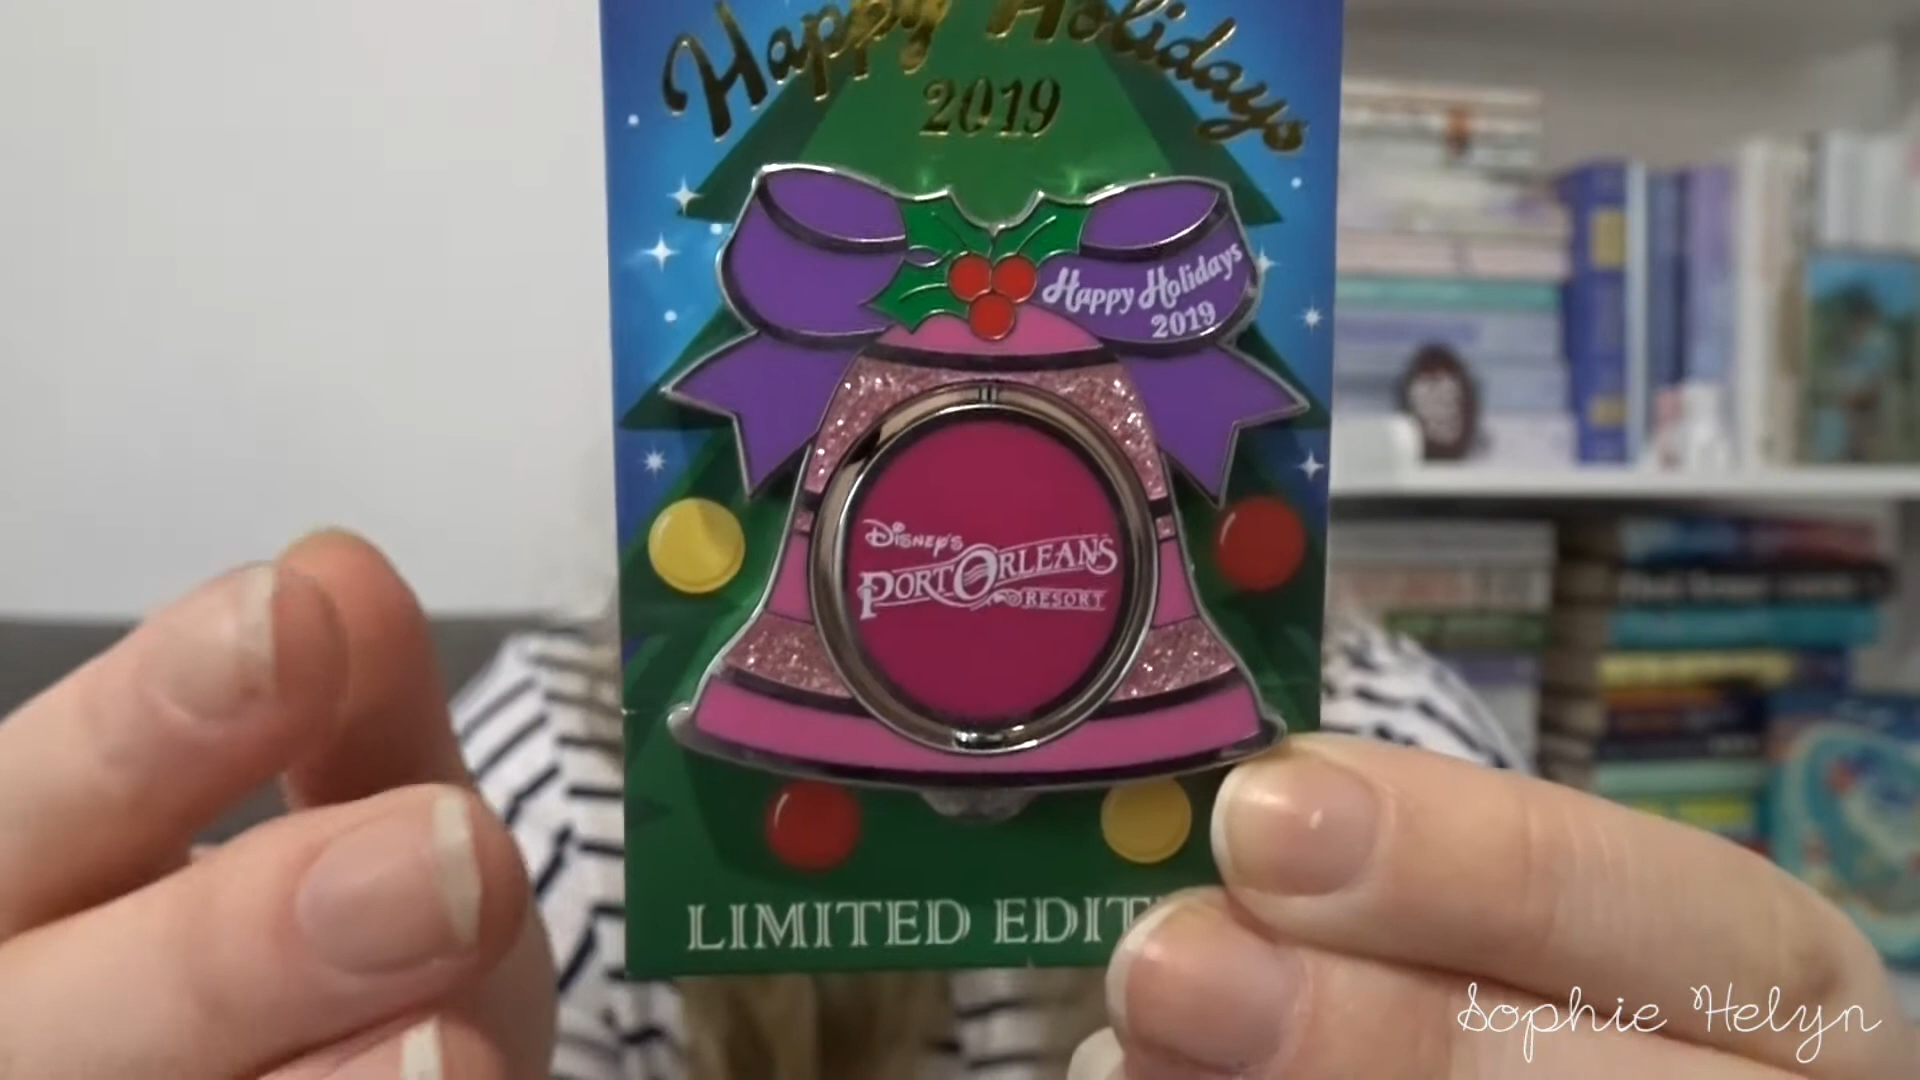 Happy Holidays
2019
Happy Holidays
2019
Disney's
Port Orleans
Resort
LIMITED EDIT
Sophie Helyn